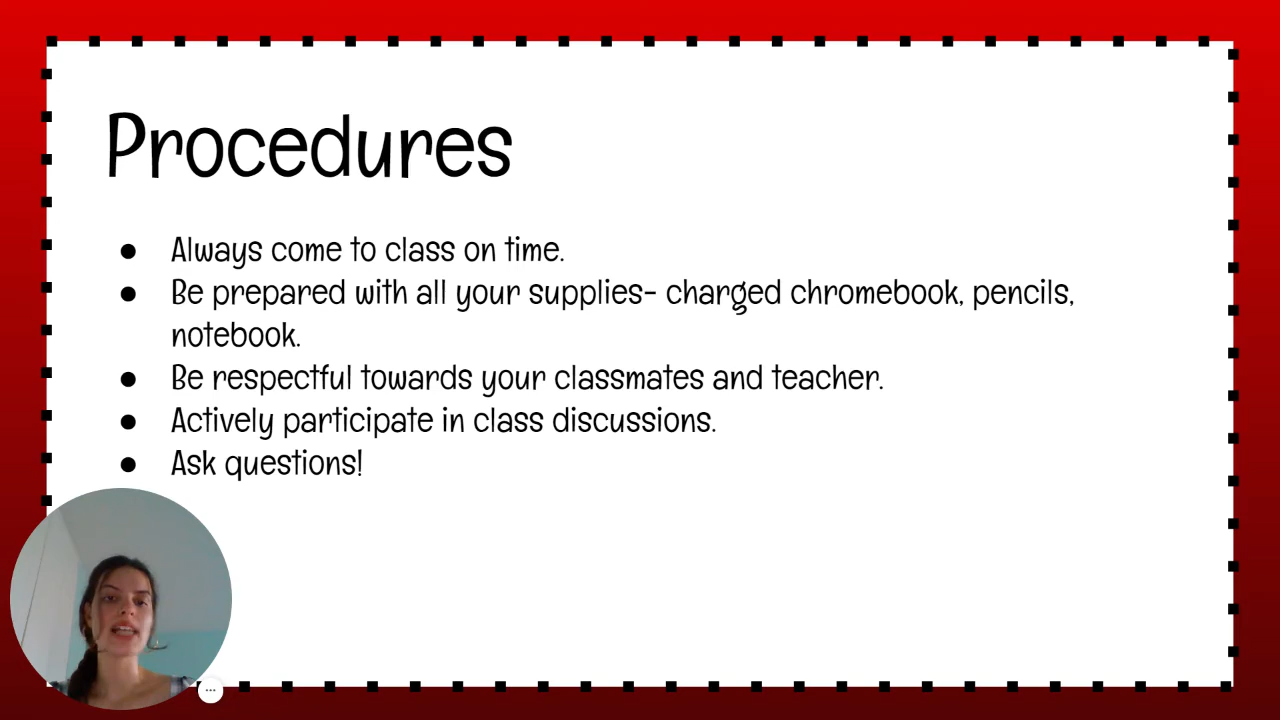 Procedures
● Always come to class on time.
● Be prepared with all your supplies- charged chromebook, pencils,
notebook.
● Be respectful towards your classmates and teacher.
● Actively participate in class discussions.
● Ask questions!